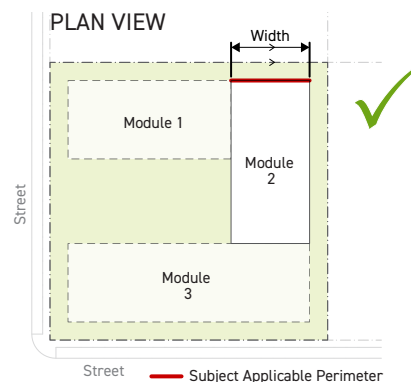 PLAN VIEW
Width
Module 1
Module
2
Module
3
Street
Street
Subject Applicable Perimeter